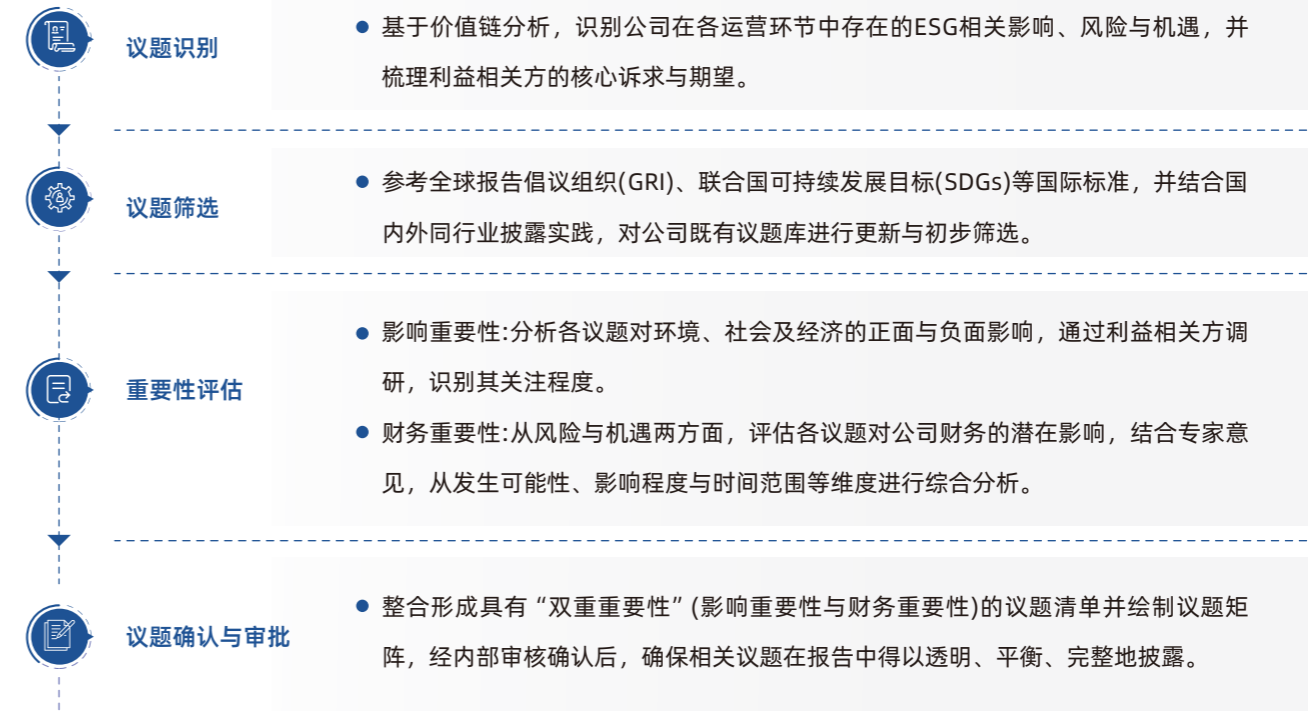 议题识别
基于价值链分析，识别公司在各运营环节中存在的ESG相关影响、风险与机遇，并
梳理利益相关方的核心诉求与期望。
议题筛选
参考全球报告倡议组织(GRI)、联合国可持续发展目标(SDGs)等国际标准，并结合国
内外同行业披露实践，对公司既有议题库进行更新与初步筛选。
重要性评估
影响重要性:分析各议题对环境、社会及经济的正面与负面影响，通过利益相关方调
研，识别其关注程度。
财务重要性:从风险与机遇两方面，评估各议题对公司财务的潜在影响，结合专家意
见，从发生可能性、影响程度与时间范围等维度进行综合分析。
议题确认与审批
整合形成具有“双重重要性”(影响重要性与财务重要性)的议题清单并绘制议题矩
阵，经内部审核确认后，确保相关议题在报告中得以透明、平衡、完整地披露。